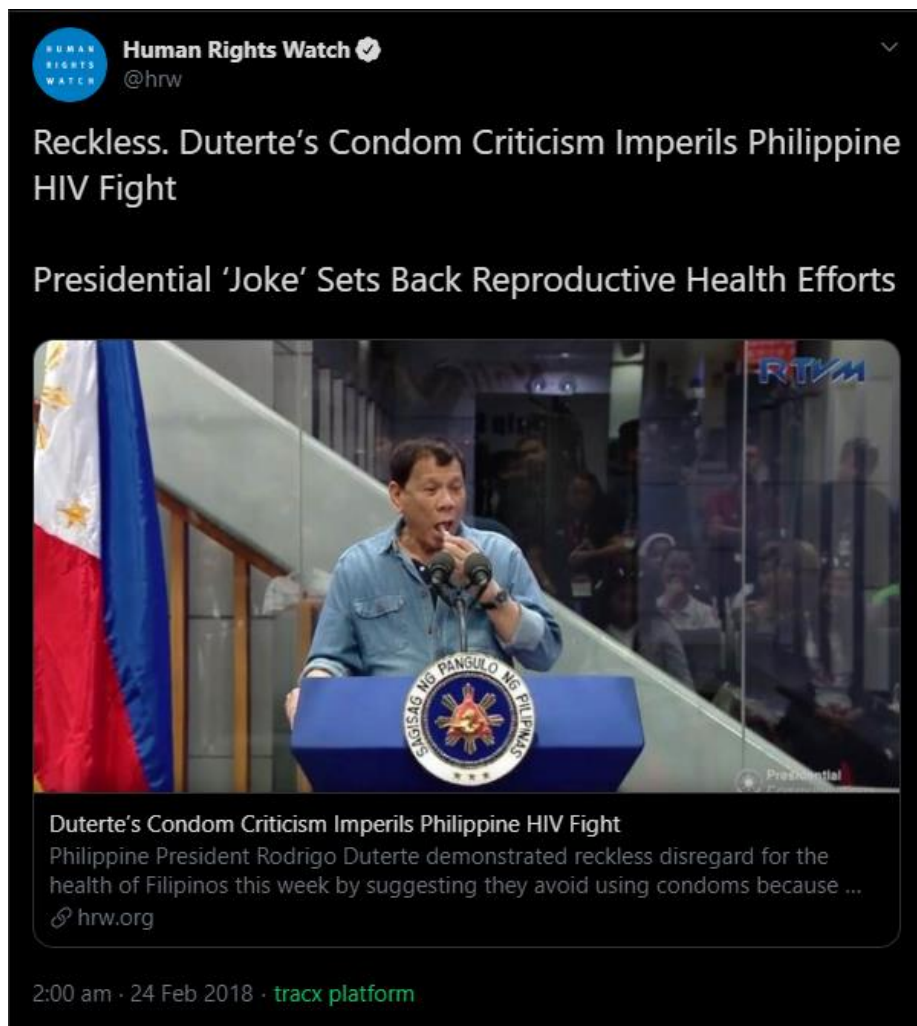 HUMAN
RIGHTS
WATCH
Human Rights Watch
@hrw
Reckless. Duterte’s Condom Criticism Imperils Philippine
HIV Fight
Presidential ‘Joke’ Sets Back Reproductive Health Efforts
RTVM
SAGISAG NG PANGULO NG PILIPINAS
Presidential
Duterte’s Condom Criticism Imperils Philippine HIV Fight
Philippine President Rodrigo Duterte demonstrated reckless disregard for the
health of Filipinos this week by suggesting they avoid using condoms because ...
hrw.org
2:00 am · 24 Feb 2018 · tracx platform